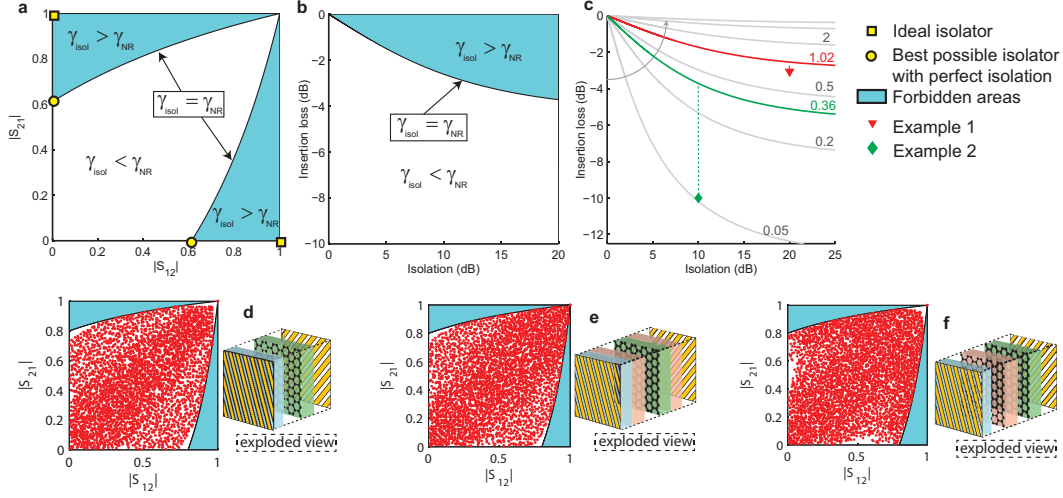 a
1
0.8
0.6
0.4
0.2
0
0
0.2
0.4
0.6
0.8
1
|S₂₁|
|S₁₂|
γisol > γNR
γisol = γNR
γisol < γNR
γisol > γNR
b
0
−2
−4
−6
−8
−10
0
5
10
15
20
Insertion loss (dB)
Isolation (dB)
γisol > γNR
γisol = γNR
γisol < γNR
c
0
−2
−4
−6
−8
−10
−12
0
5
10
15
20
25
Insertion loss (dB)
Isolation (dB)
2
1.02
0.5
0.36
0.2
0.05
Ideal isolator
Best possible isolator
with perfect isolation
Forbidden areas
Example 1
Example 2
1
0.8
0.6
0.4
0.2
0
0
0.5
1
|S₂₁|
|S₁₂|
d
exploded view
1
0.8
0.6
0.4
0.2
0
0
0.5
1
|S₂₁|
|S₁₂|
e
exploded view
1
0.8
0.6
0.4
0.2
0
0
0.5
1
|S₂₁|
|S₁₂|
f
exploded view